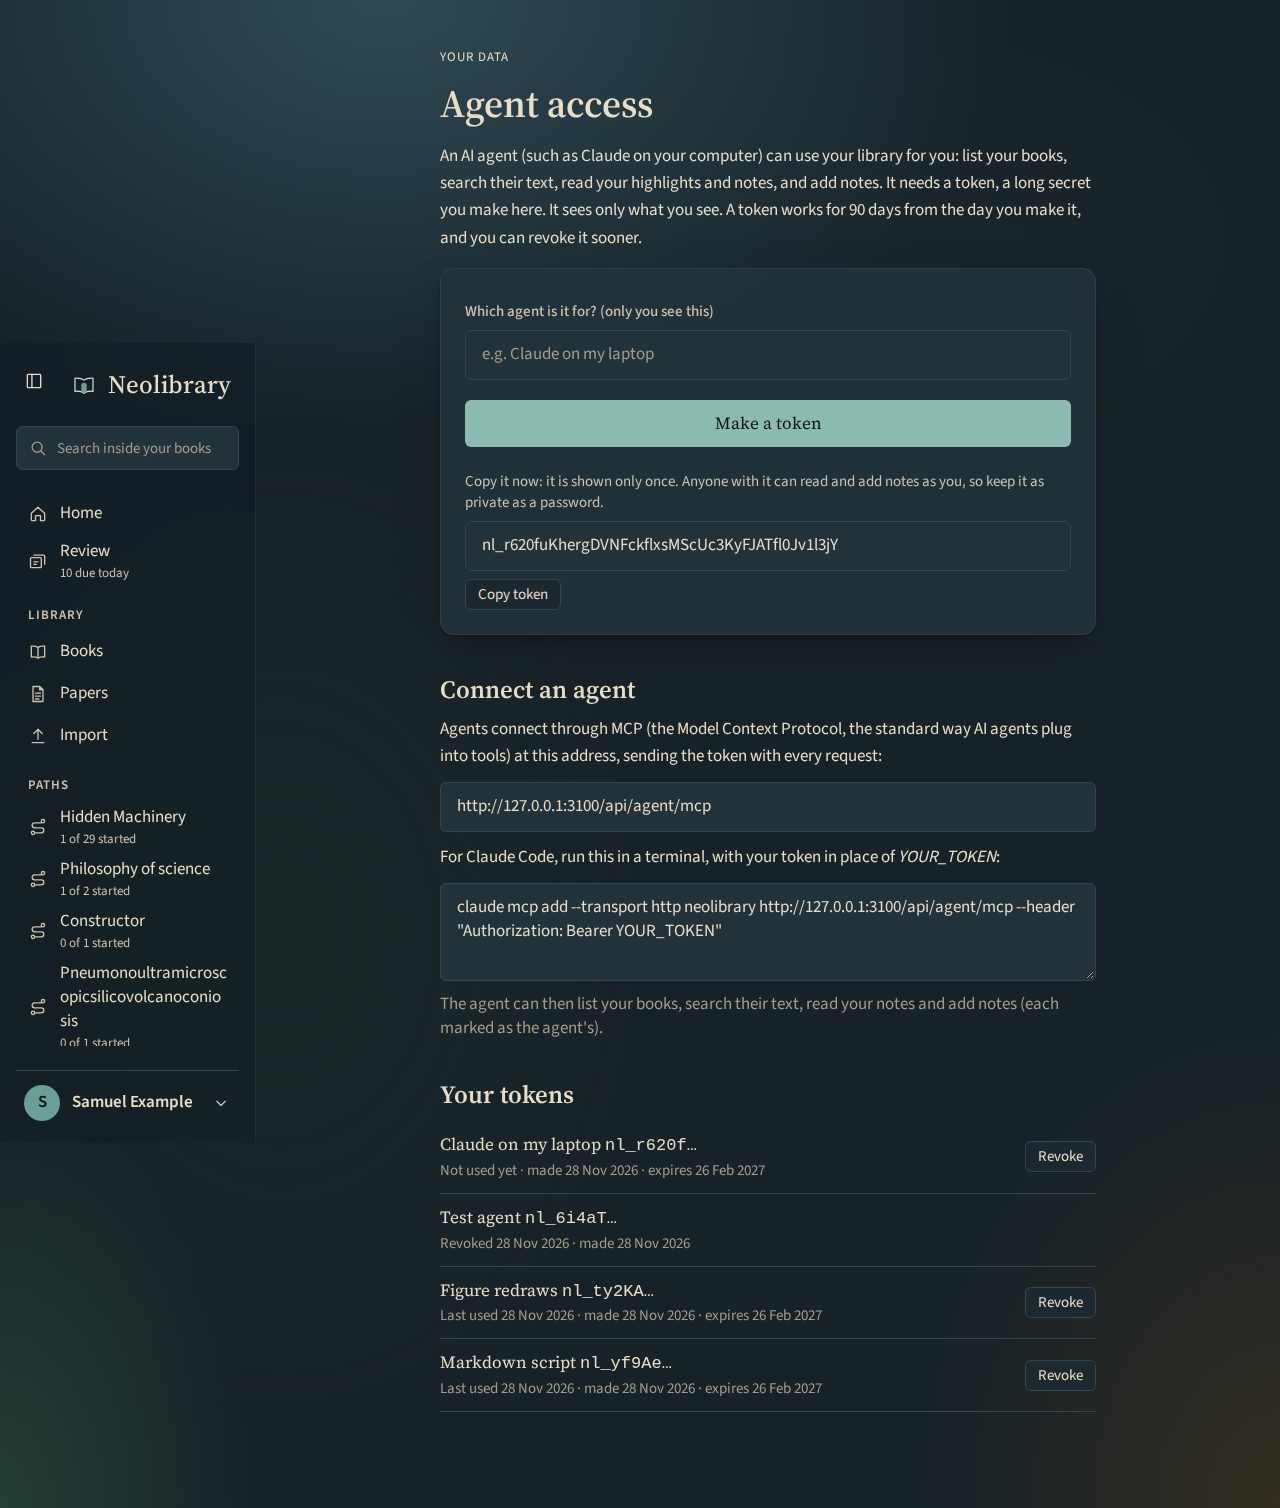 YOUR DATA
Agent access
An AI agent (such as Claude on your computer) can use your library for you: list your books,
search their text, read your highlights and notes, and add notes. It needs a token, a long secret
you make here. It sees only what you see. A token works for 90 days from the day you make it,
and you can revoke it sooner.
Which agent is it for? (only you see this)
e.g. Claude on my laptop
Make a token
Copy it now: it is shown only once. Anyone with it can read and add notes as you, so keep it as
private as a password.
nl_r620fuKhergDVNFckflxsMScUc3KyFJATfl0Jv1l3jY
Copy token
Neolibrary
Search inside your books
Home
Review
10 due today
LIBRARY
Books
Papers
Import
PATHS
Hidden Machinery
1 of 29 started
Philosophy of science
1 of 2 started
Constructor
0 of 1 started
Pneumonoultramicrosc
opicsilicovolcanoconio
sis
0 of 1 started
S
Samuel Example
Connect an agent
Agents connect through MCP (the Model Context Protocol, the standard way AI agents plug
into tools) at this address, sending the token with every request:
http://127.0.0.1:3100/api/agent/mcp
For Claude Code, run this in a terminal, with your token in place of YOUR_TOKEN:
claude mcp add --transport http neolibrary http://127.0.0.1:3100/api/agent/mcp --header
"Authorization: Bearer YOUR_TOKEN"
The agent can then list your books, search their text, read your notes and add notes (each
marked as the agent's).
Your tokens
Claude on my laptop nl_r620f…
Not used yet · made 28 Nov 2026 · expires 26 Feb 2027
Revoke
Test agent nl_6i4aT…
Revoked 28 Nov 2026 · made 28 Nov 2026
Figure redraws nl_ty2KA…
Last used 28 Nov 2026 · made 28 Nov 2026 · expires 26 Feb 2027
Revoke
Markdown script nl_yf9Ae…
Last used 28 Nov 2026 · made 28 Nov 2026 · expires 26 Feb 2027
Revoke